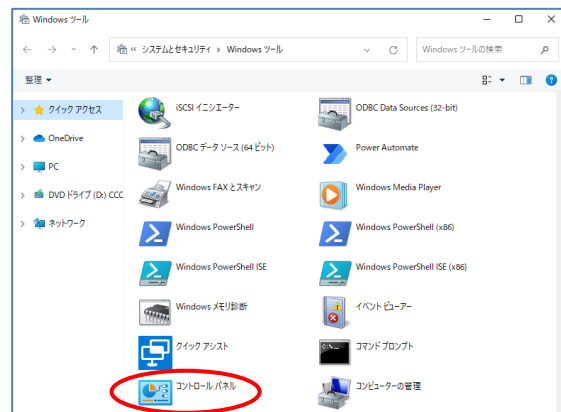 Windows ツール
システムとセキュリティ › Windows ツール
Windows ツールの検索
整理
クイック アクセス
OneDrive
PC
DVD ドライブ (D:) CCC
ネットワーク
iSCSI イニシエーター
ODBC Data Sources (32-bit)
ODBC データ ソース (64 ビット)
Power Automate
Windows FAX とスキャン
Windows Media Player
Windows PowerShell
Windows PowerShell (x86)
Windows PowerShell ISE
Windows PowerShell ISE (x86)
Windows メモリ診断
イベント ビューアー
クイック アシスト
コマンド プロンプト
コントロール パネル
コンピューターの管理